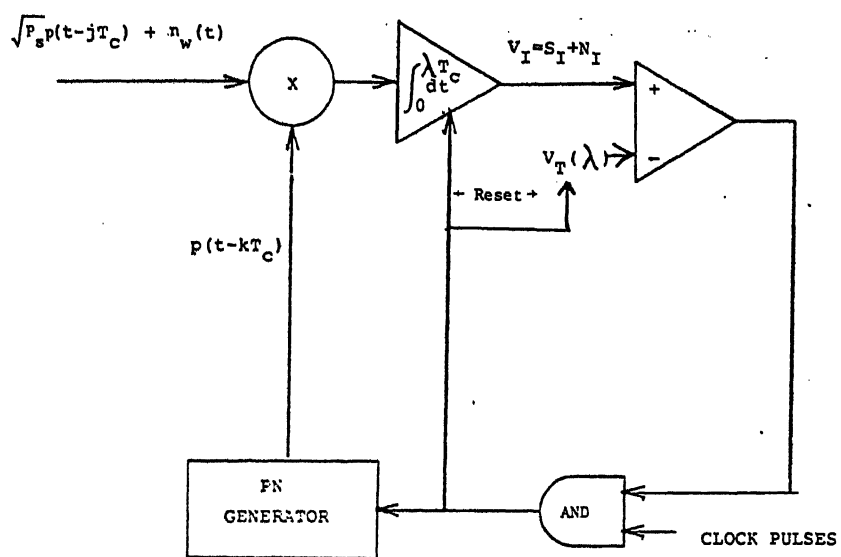 √P_s p(t-jT_c) + n_w(t)
X
∫_0^{λT_c} dt
V_I=S_I+N_I
+
V_T(λ)
-
← Reset →
p(t-kT_c)
PN
GENERATOR
AND
CLOCK PULSES